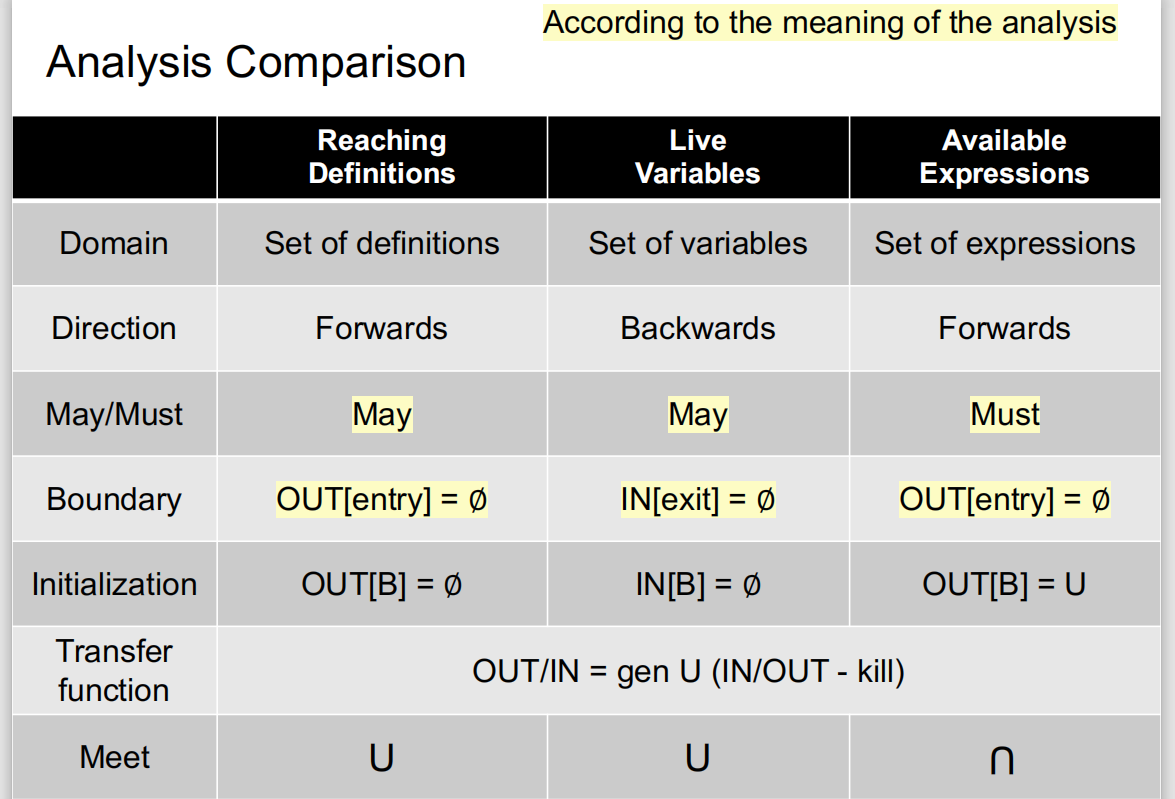 According to the meaning of the analysis
Analysis Comparison
Reaching Definitions Live Variables Available Expressions
Domain Set of definitions Set of variables Set of expressions
Direction Forwards Backwards Forwards
May/Must May May Must
Boundary OUT[entry] = ∅ IN[exit] = ∅ OUT[entry] = ∅
Initialization OUT[B] = ∅ IN[B] = ∅ OUT[B] = U
Transfer function OUT/IN = gen U (IN/OUT - kill)
Meet ∪ ∪ ∩